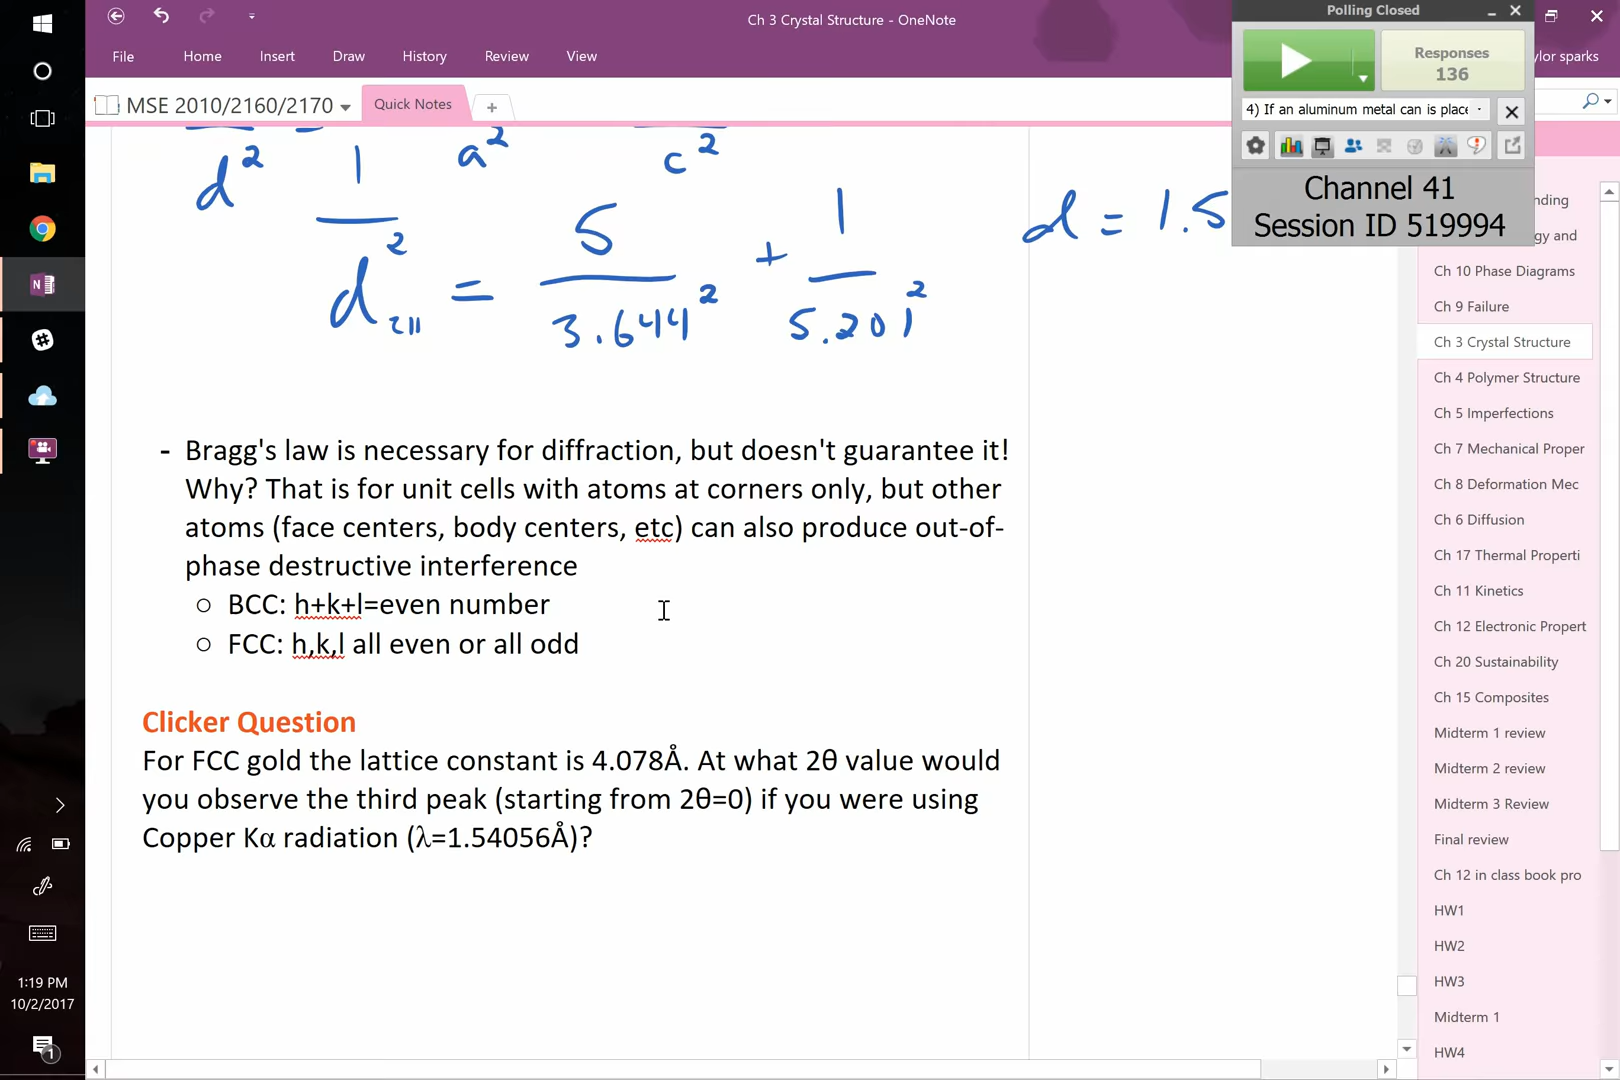 Ch 3 Crystal Structure - OneNote
Polling Closed
File Home Insert Draw History Review View
Responses
136
ylor sparks
MSE 2010/2160/2170
Quick Notes
+
4) If an aluminum metal can is place
Channel 41
Session ID 519994
d² 1 a² c²
1/d₂₁₁² = 5/3.644² + 1/5.201²
d = 1.5
- Bragg's law is necessary for diffraction, but doesn't guarantee it!
Why? That is for unit cells with atoms at corners only, but other
atoms (face centers, body centers, etc) can also produce out-of-
phase destructive interference
○ BCC: h+k+l=even number
○ FCC: h,k,l all even or all odd
Clicker Question
For FCC gold the lattice constant is 4.078Å. At what 2θ value would
you observe the third peak (starting from 2θ=0) if you were using
Copper Kα radiation (λ=1.54056Å)?
nding
gy and
Ch 10 Phase Diagrams
Ch 9 Failure
Ch 3 Crystal Structure
Ch 4 Polymer Structure
Ch 5 Imperfections
Ch 7 Mechanical Proper
Ch 8 Deformation Mec
Ch 6 Diffusion
Ch 17 Thermal Properti
Ch 11 Kinetics
Ch 12 Electronic Propert
Ch 20 Sustainability
Ch 15 Composites
Midterm 1 review
Midterm 2 review
Midterm 3 Review
Final review
Ch 12 in class book pro
HW1
HW2
HW3
Midterm 1
HW4
1:19 PM
10/2/2017
1